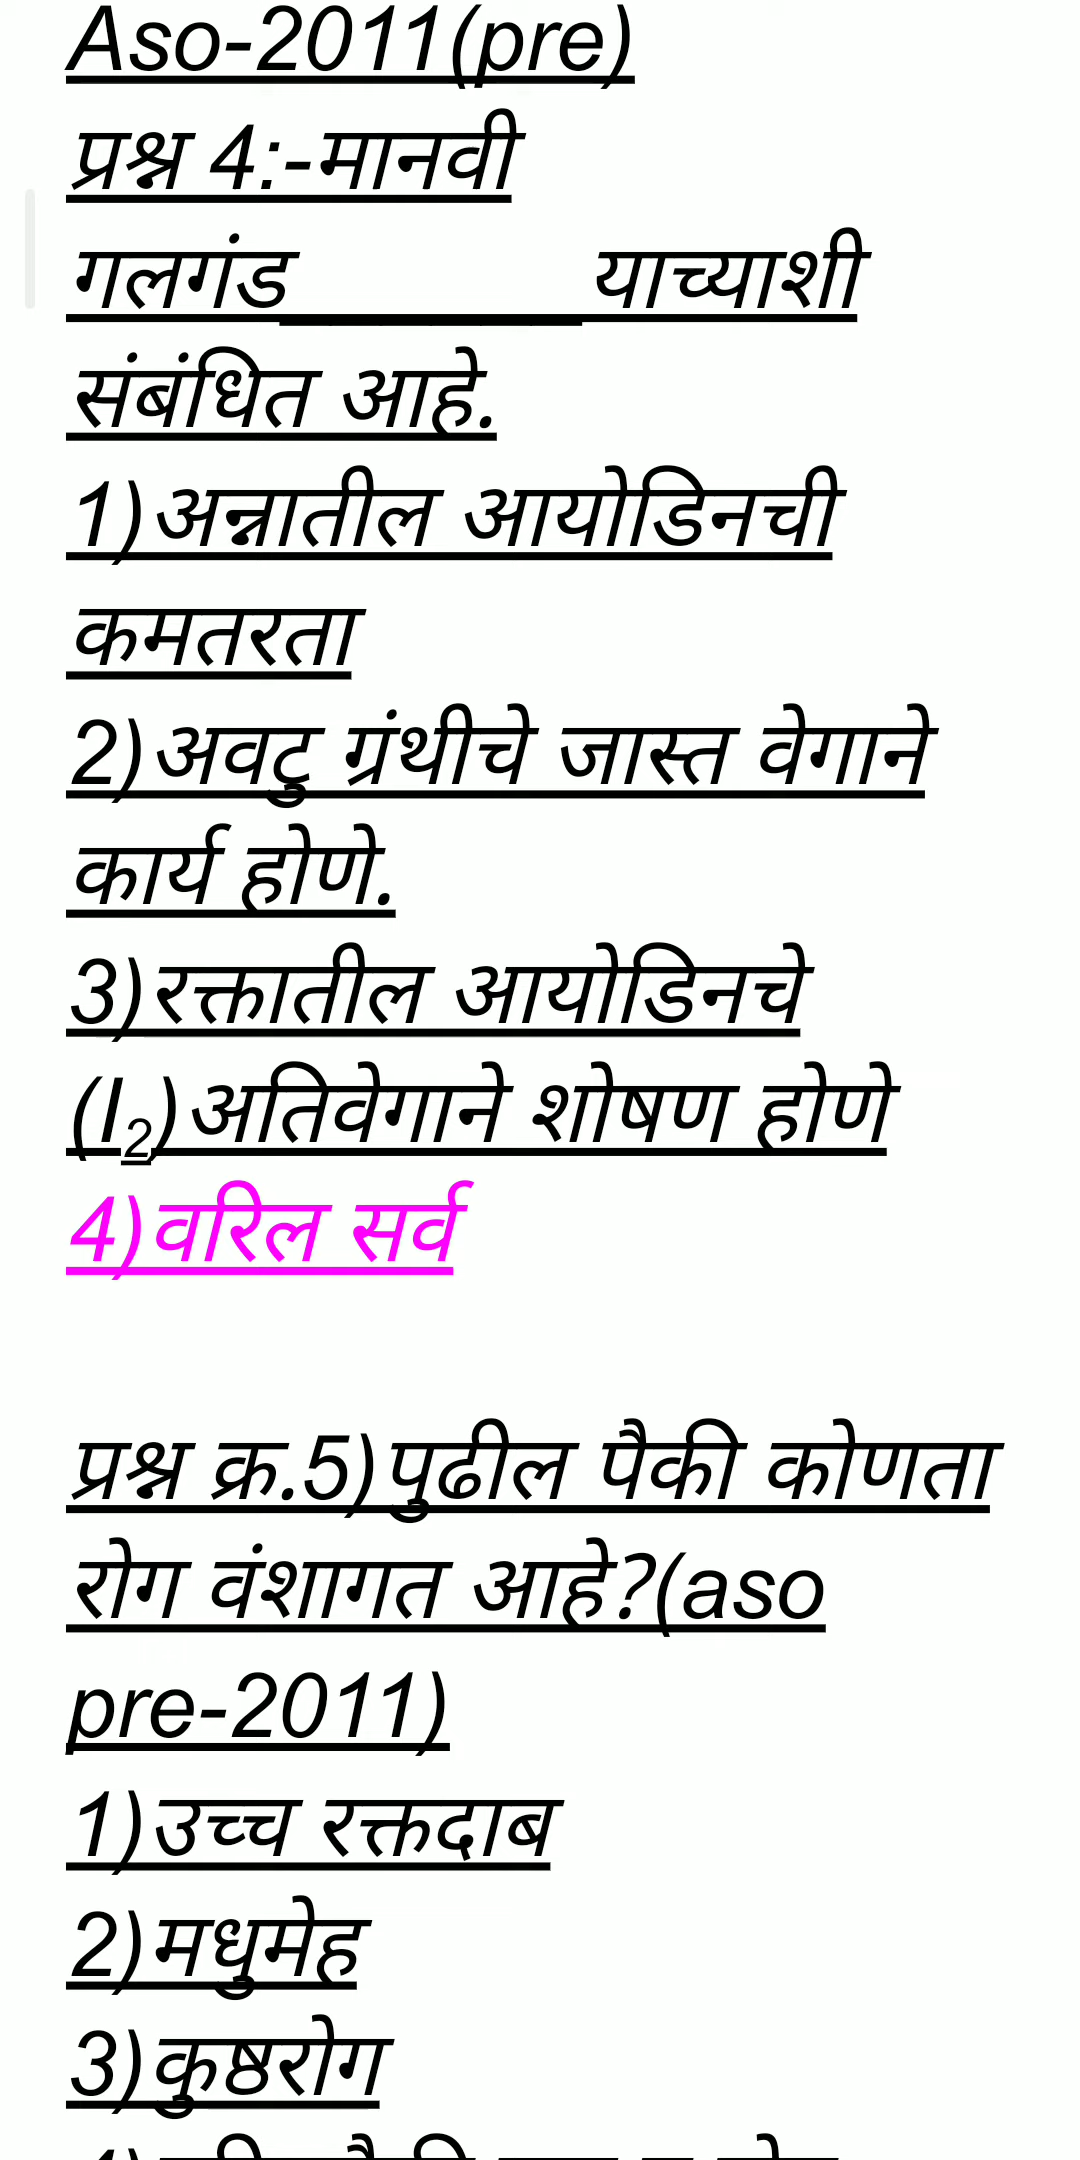 Aso-2011(pre)
प्रश्न 4:-मानवी
गलगंड_______याच्याशी
संबंधित आहे.
1)अन्नातील आयोडिनची
कमतरता
2)अवटु ग्रंथीचे जास्त वेगाने
कार्य होणे.
3)रक्तातील आयोडिनचे
(I₂)अतिवेगाने शोषण होणे
4)वरिल सर्व
प्रश्न क्र.5)पुढील पैकी कोणता
रोग वंशागत आहे?(aso
pre-2011)
1)उच्च रक्तदाब
2)मधुमेह
3)कुष्ठरोग